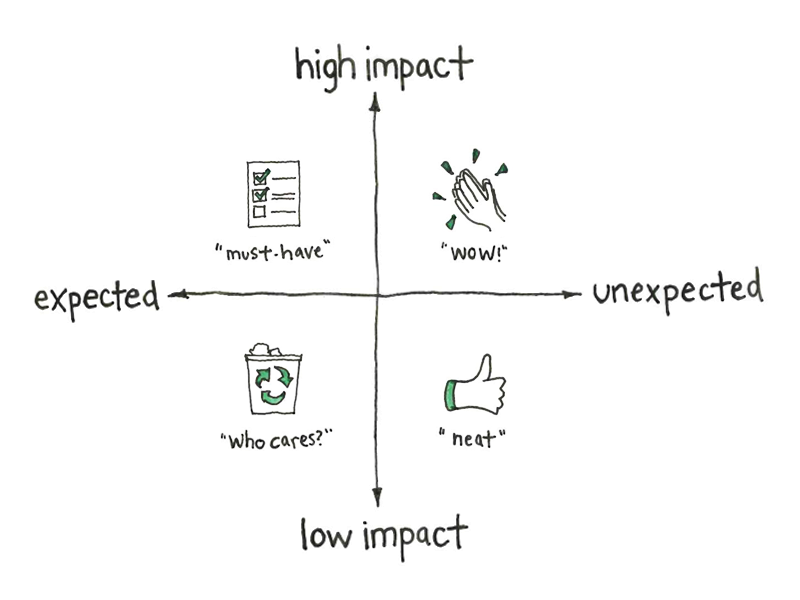 high impact
"must-have"
"wow!"
expected
unexpected
"who cares?"
"neat"
low impact